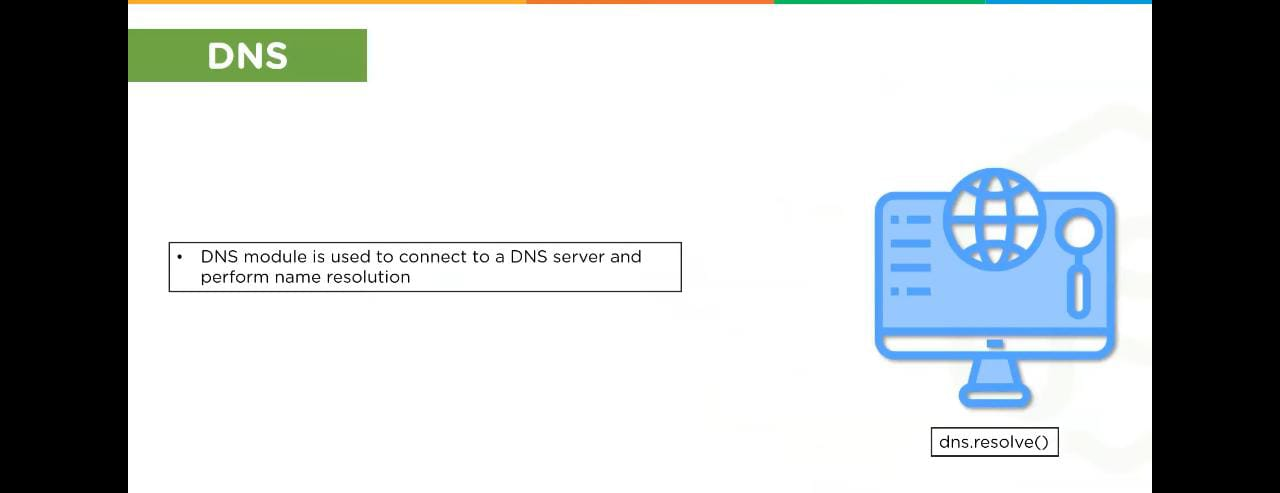 DNS
• DNS module is used to connect to a DNS server and
perform name resolution
dns.resolve()